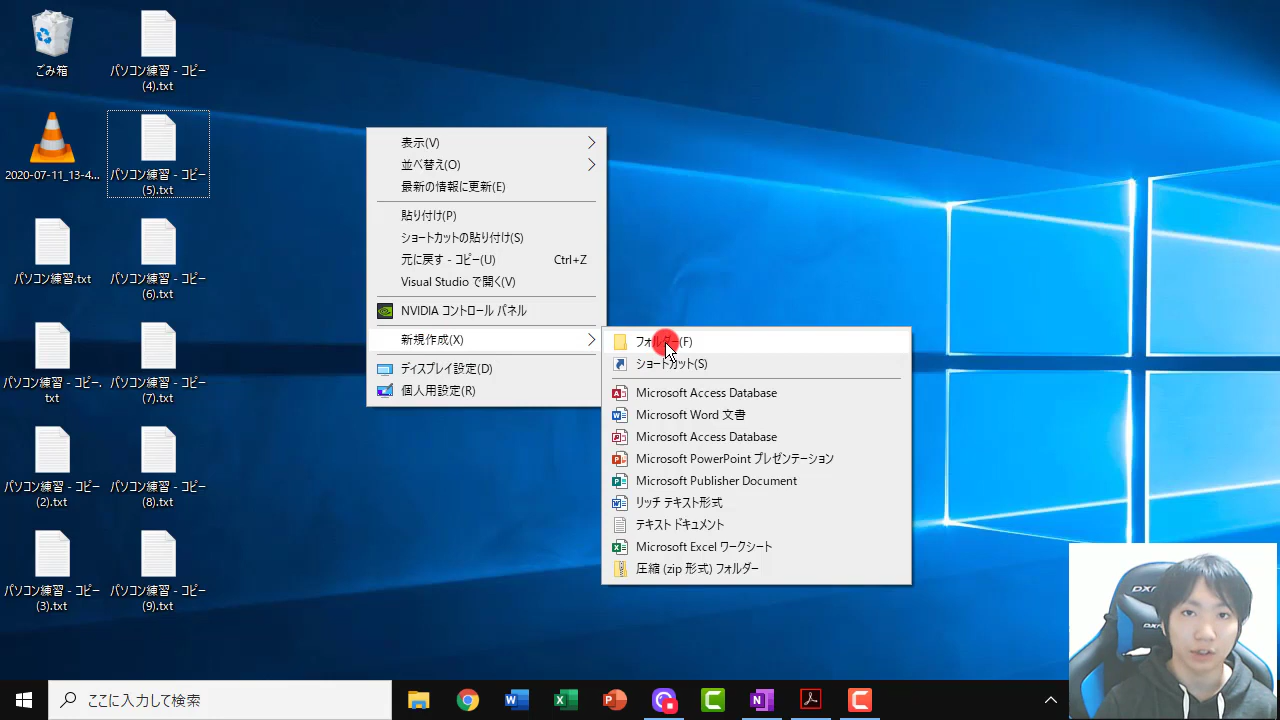 ごみ箱
パソコン練習 - コピー
(4).txt
2020-07-11_13-4...
パソコン練習 - コピー
(5).txt
パソコン練習.txt
パソコン練習 - コピー
(6).txt
パソコン練習 - コピー.
txt
パソコン練習 - コピー
(7).txt
パソコン練習 - コピー
(2).txt
パソコン練習 - コピー
(8).txt
パソコン練習 - コピー
(3).txt
パソコン練習 - コピー
(9).txt
並べ替え(O)
最新の情報に更新(E)
貼り付け(P)
ショートカットの貼り付け(S)
元に戻す - コピー(U) Ctrl+Z
Visual Studio で開く(V)
NVIDIA コントロール パネル
新規作成(X)
ディスプレイ設定(D)
個人用設定(R)
フォルダー(F)
ショートカット(S)
Microsoft Access Database
Microsoft Word 文書
Microsoft Access Database
Microsoft PowerPoint プレゼンテーション
Microsoft Publisher Document
リッチ テキスト形式
テキスト ドキュメント
Microsoft Excel ワークシート
圧縮 (zip 形式) フォルダー
ここに入力して検索